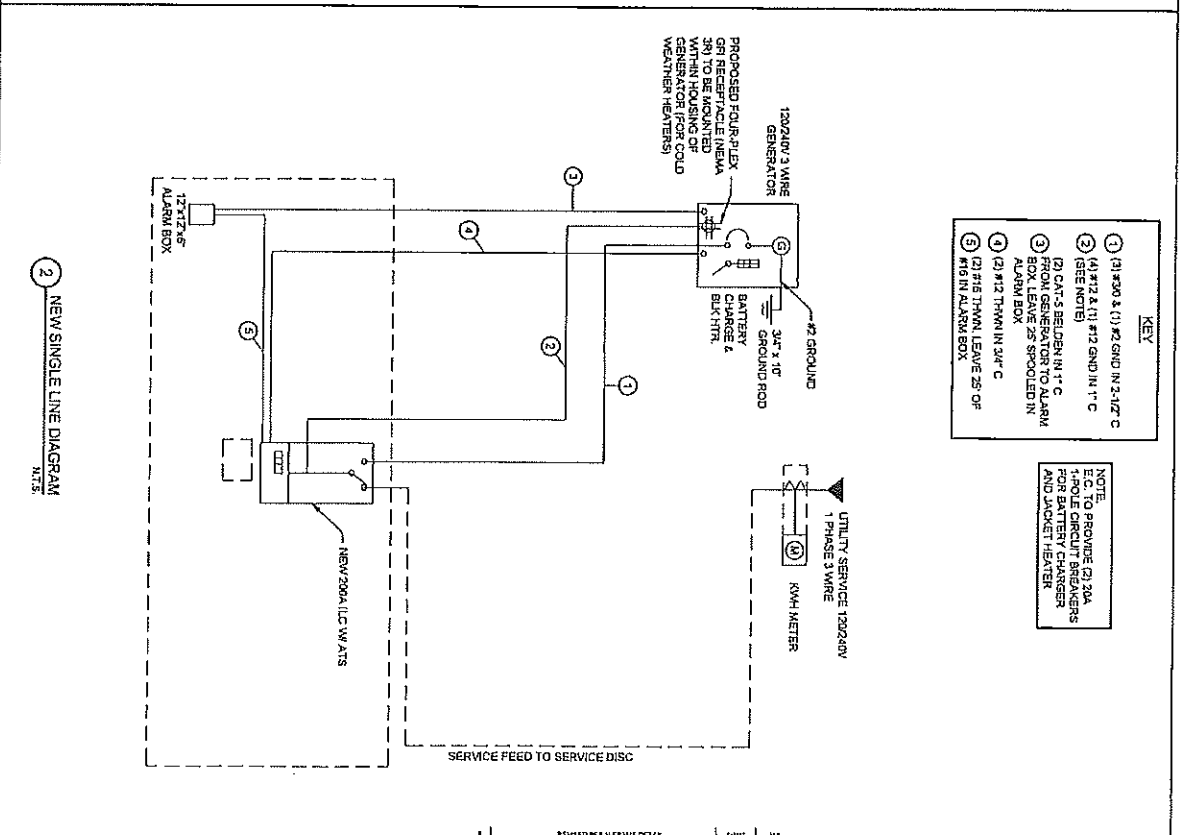 KEY
1 (3) #3/0 & (1) #2 GND IN 2-1/2" C
2 (4) #12 & (1) #12 GND IN 1" C
(SEE NOTE)
3 (2) CAT-5 BELDEN IN 1" C
FROM GENERATOR TO ALARM
BOX. LEAVE 25' SPOOLED IN
ALARM BOX
4 (2) #12 THWN IN 3/4" C
5 (2) #16 THWN. LEAVE 25' OF
#16 IN ALARM BOX
NOTE:
E.C. TO PROVIDE (2) 20A
1-POLE CIRCUIT BREAKERS
FOR BATTERY CHARGER
AND JACKET HEATER
120/240V 3 WIRE
GENERATOR
PROPOSED FOUR-PLEX
GFI RECEPTACLE (NEMA
3R) TO BE MOUNTED
WITHIN HOUSING OF
GENERATOR (FOR COLD
WEATHER HEATERS)
G
#2 GROUND
3/4" x 10'
GROUND ROD
BATTERY
CHARGE &
BLK HTR.
UTILITY SERVICE 120/240V
1 PHASE 3 WIRE
M
KWH METER
3
4
2
1
5
12"x12"x6"
ALARM BOX
NEW 200A ILC W/ ATS
SERVICE FEED TO SERVICE DISC
2 NEW SINGLE LINE DIAGRAM
N.T.S.